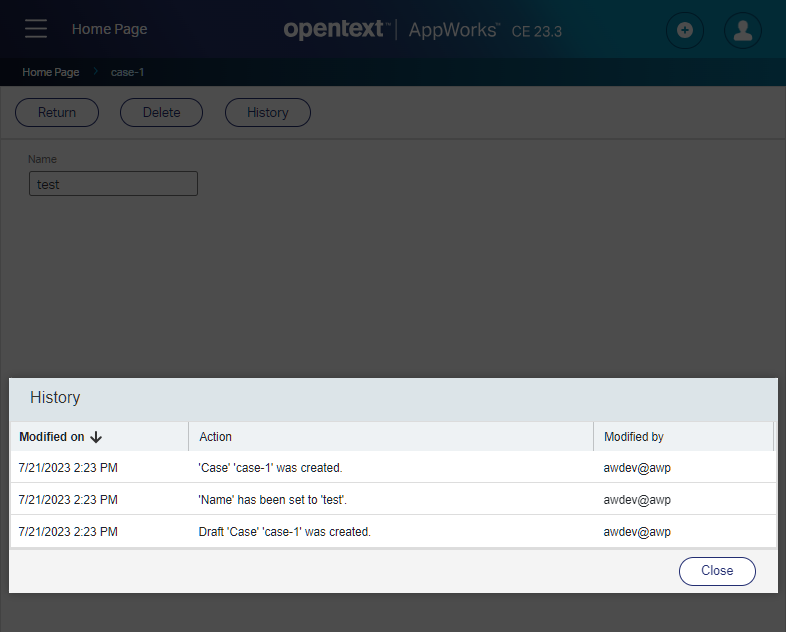 Home Page
opentext™ | AppWorks™ CE 23.3
Home Page > case-1
Return Delete History
Name
test
History
Modified on Action Modified by
7/21/2023 2:23 PM 'Case' 'case-1' was created. awdev@awp
7/21/2023 2:23 PM 'Name' has been set to 'test'. awdev@awp
7/21/2023 2:23 PM Draft 'Case' 'case-1' was created. awdev@awp
Close